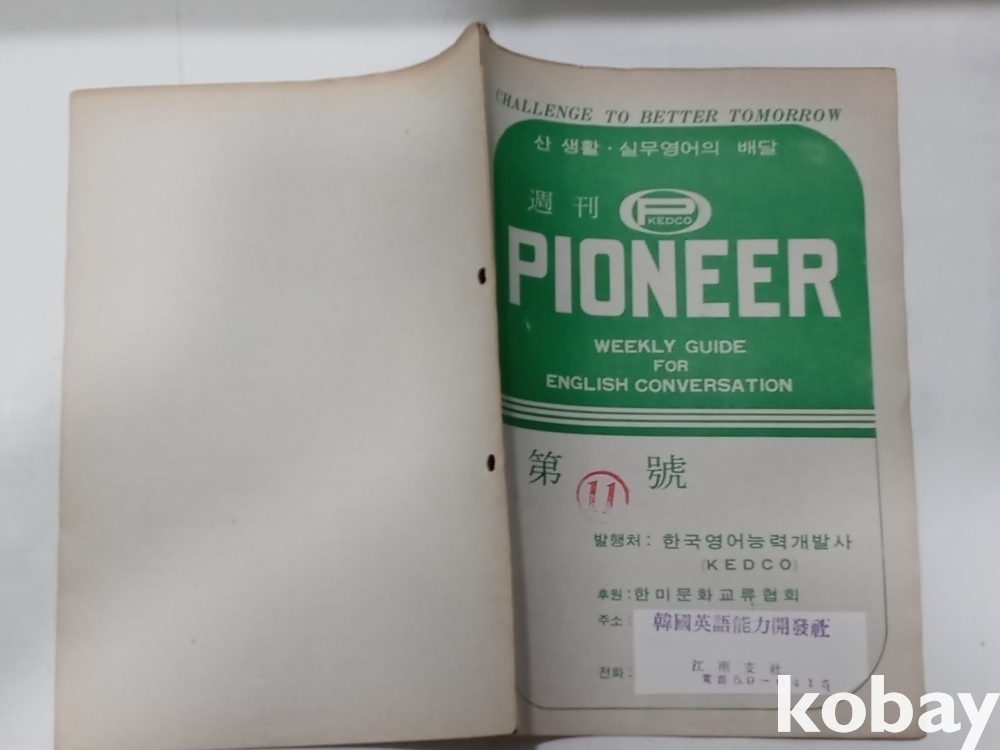 CHALLENGE TO BETTER TOMORROW
산 생활·실무영어의 배달
週刊
P
KEDCO
PIONEER
WEEKLY GUIDE
FOR
ENGLISH CONVERSATION
第 11 號
발행처: 한국영어능력개발사
(KEDCO)
후원:한미문화교류협회
주소:
韓國英語能力開發社
江南支社
전화:
電話 59-
kobay